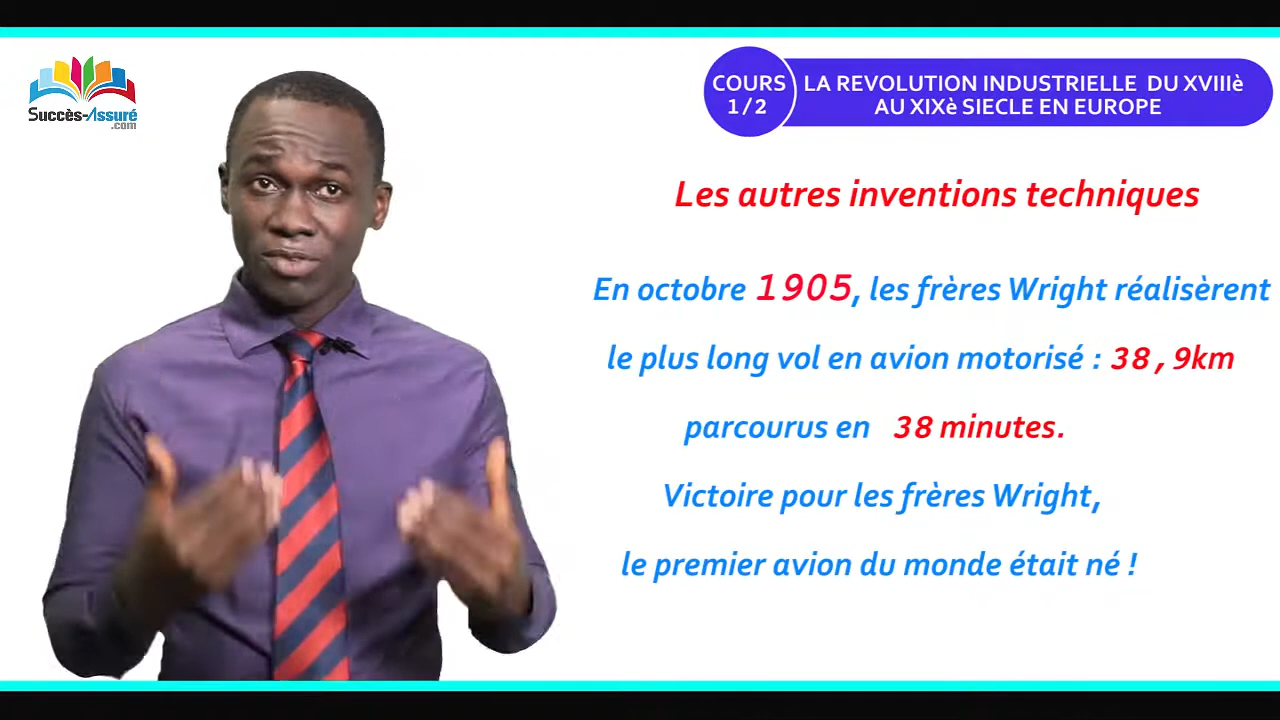 Succès-Assuré
.com
COURS
1/2
LA REVOLUTION INDUSTRIELLE DU XVIIIè
AU XIXè SIECLE EN EUROPE
Les autres inventions techniques
En octobre 1905, les frères Wright réalisèrent
le plus long vol en avion motorisé : 38 , 9km
parcourus en 38 minutes.
Victoire pour les frères Wright,
le premier avion du monde était né !